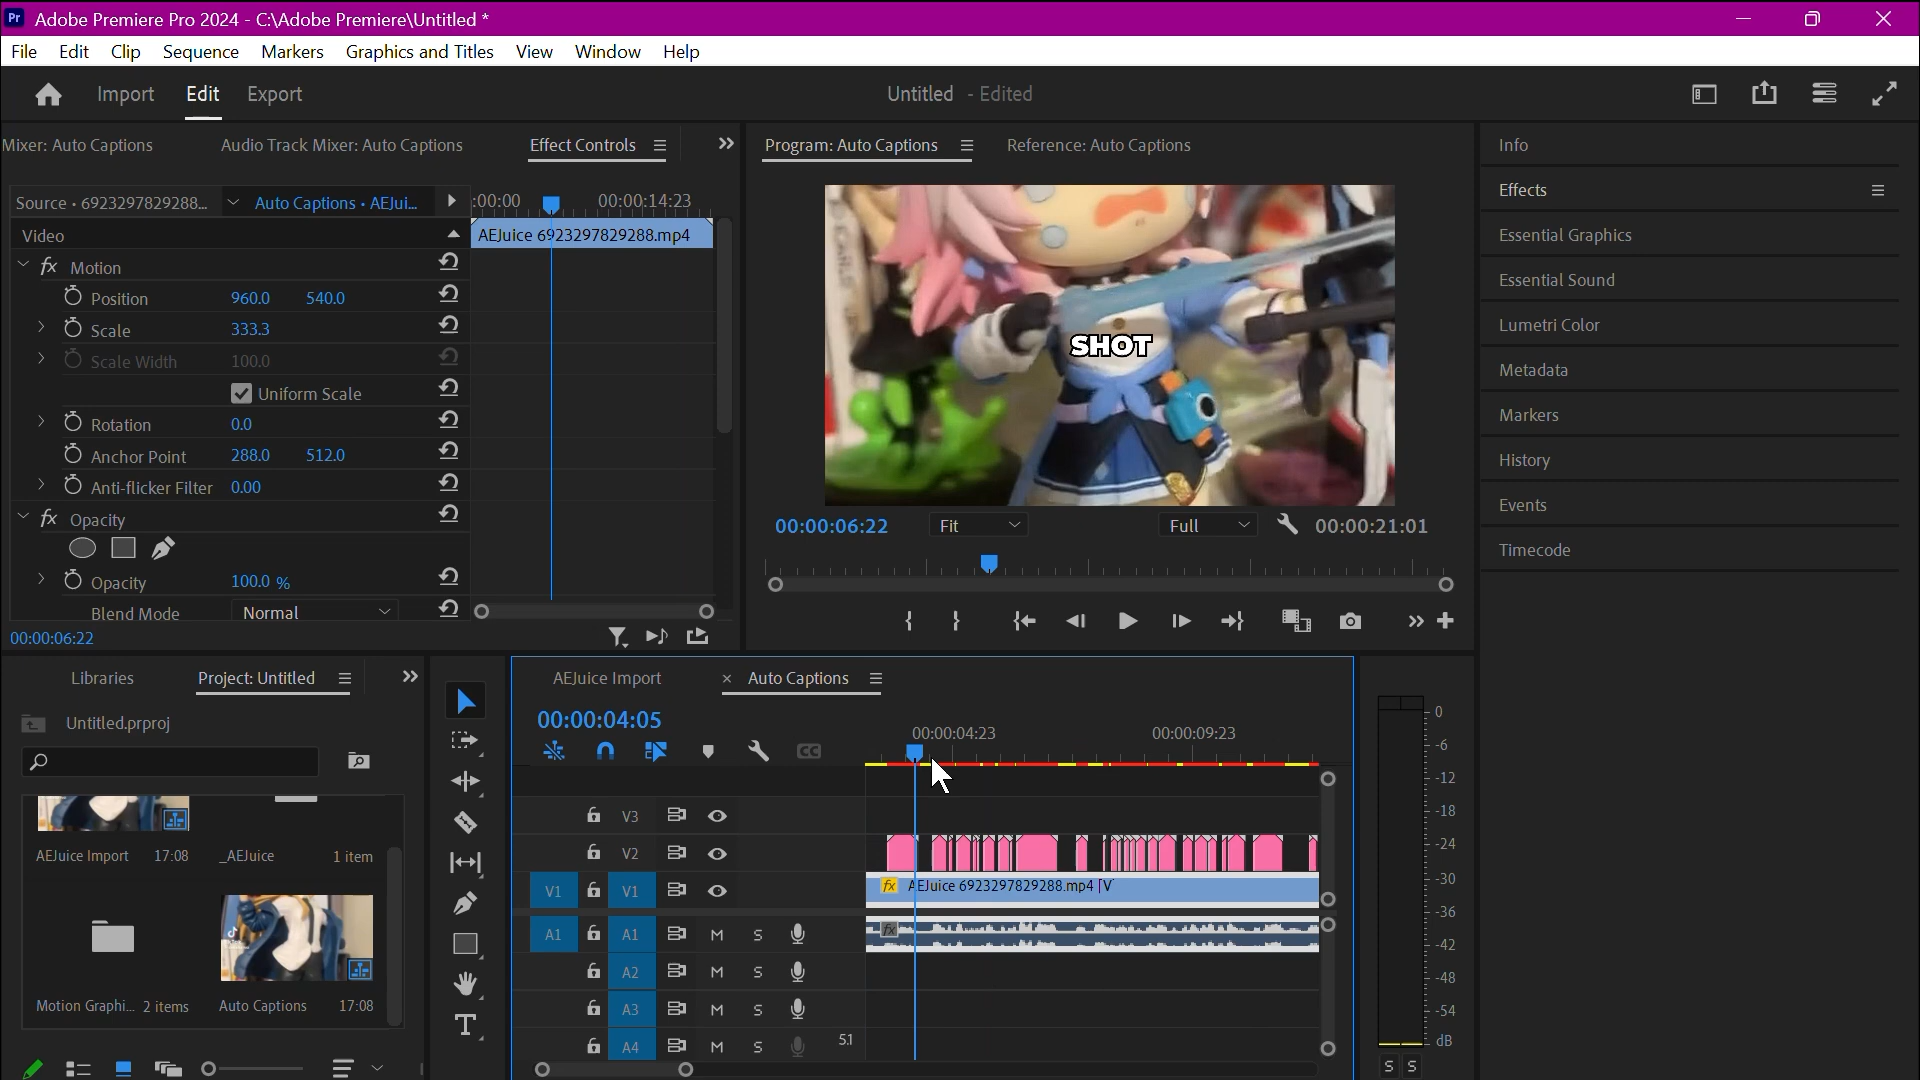 Pr Adobe Premiere Pro 2024 - C:\Adobe Premiere\Untitled *
File Edit Clip Sequence Markers Graphics and Titles View Window Help
Import Edit Export Untitled - Edited
Mixer: Auto Captions Audio Track Mixer: Auto Captions Effect Controls
Source • 6923297829288... Auto Captions • AEJui... :00:00 00:00:14:23
Video AEJuice 6923297829288.mp4
fx Motion
Position 960.0 540.0
Scale 333.3
Scale Width 100.0
Uniform Scale
Rotation 0.0
Anchor Point 288.0 512.0
Anti-flicker Filter 0.00
fx Opacity
Opacity 100.0 %
Blend Mode Normal
00:00:06:22
Program: Auto Captions Reference: Auto Captions
SHOT
00:00:06:22 Fit Full 00:00:21:01
Info
Effects
Essential Graphics
Essential Sound
Lumetri Color
Metadata
Markers
History
Events
Timecode
Libraries Project: Untitled
Untitled.prproj
AEJuice Import 17:08 _AEJuice 1 item
Motion Graphi... 2 items Auto Captions 17:08
AEJuice Import × Auto Captions
00:00:04:05
00:00:04:23 00:00:09:23
V3
V2
V1 V1 fx AEJuice 6923297829288.mp4 [V
A1 A1 M S fx
A2 M S
A3 M S
A4 M S 5.1
0
-6
-12
-18
-24
-30
-36
-42
-48
-54
dB
S S